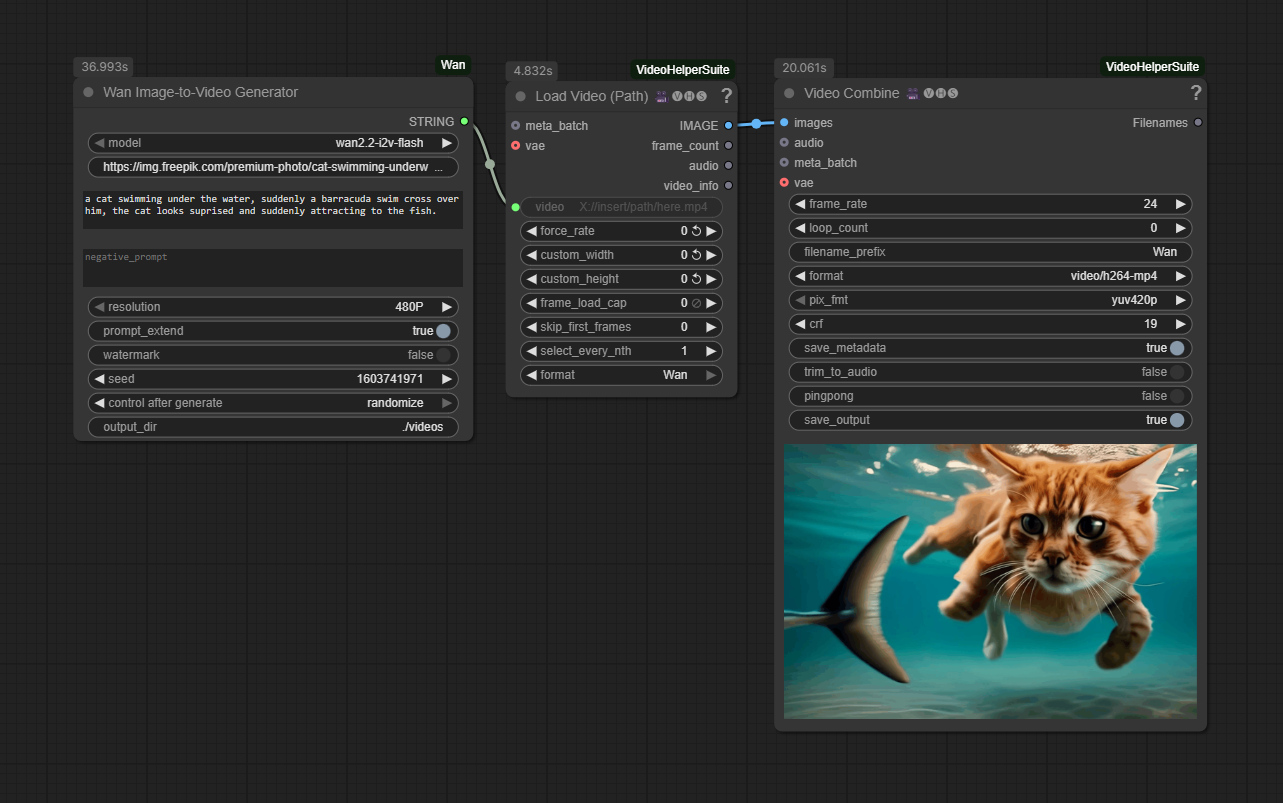 36.993s
Wan
Wan Image-to-Video Generator
STRING
model wan2.2-i2v-flash
https://img.freepik.com/premium-photo/cat-swimming-underw ...
a cat swimming under the water, suddenly a barracuda swim cross over
him, the cat looks suprised and suddenly attracting to the fish.
negative_prompt
resolution 480P
prompt_extend true
watermark false
seed 1603741971
control after generate randomize
output_dir ./videos
4.832s
VideoHelperSuite
Load Video (Path) VHS ?
meta_batch IMAGE
vae frame_count
audio
video_info
video X://insert/path/here.mp4
force_rate 0
custom_width 0
custom_height 0
frame_load_cap 0
skip_first_frames 0
select_every_nth 1
format Wan
20.061s
VideoHelperSuite
Video Combine VHS ?
images Filenames
audio
meta_batch
vae
frame_rate 24
loop_count 0
filename_prefix Wan
format video/h264-mp4
pix_fmt yuv420p
crf 19
save_metadata true
trim_to_audio false
pingpong false
save_output true